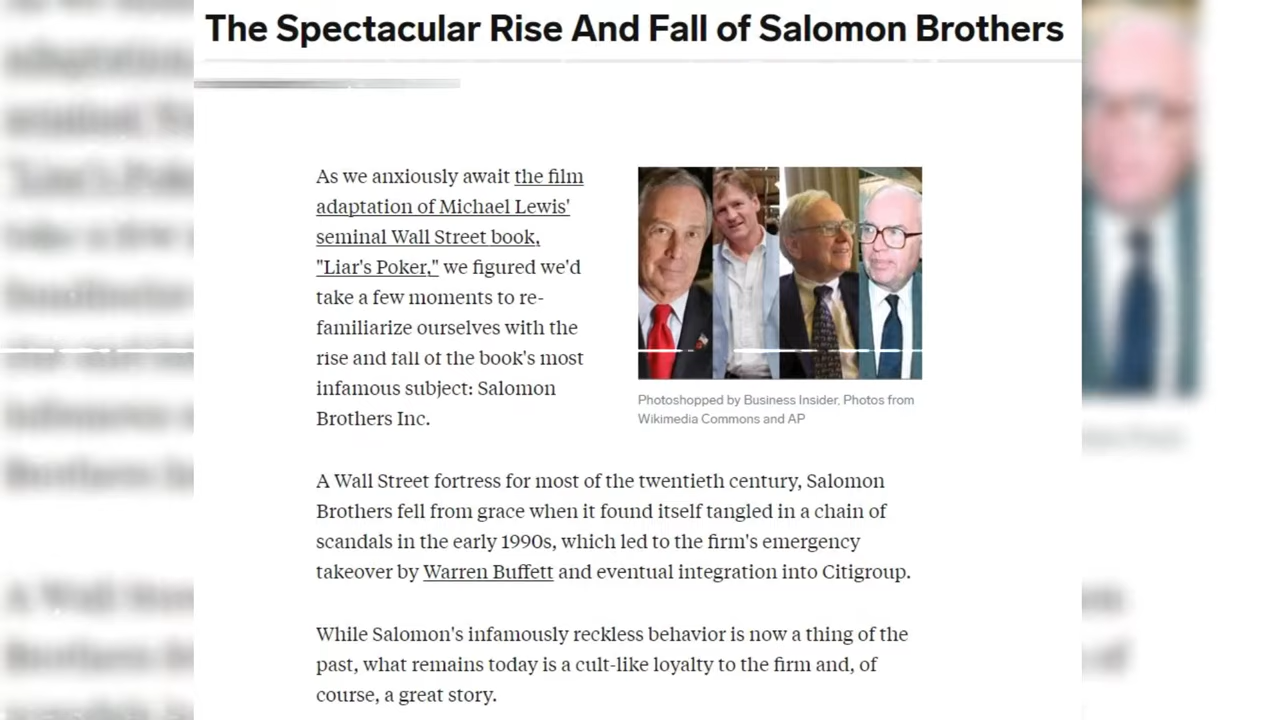 The Spectacular Rise And Fall of Salomon Brothers
As we anxiously await the film
adaptation of Michael Lewis'
seminal Wall Street book,
"Liar's Poker," we figured we'd
take a few moments to re-
familiarize ourselves with the
rise and fall of the book's most
infamous subject: Salomon
Brothers Inc.
Photoshopped by Business Insider, Photos from
Wikimedia Commons and AP
A Wall Street fortress for most of the twentieth century, Salomon
Brothers fell from grace when it found itself tangled in a chain of
scandals in the early 1990s, which led to the firm's emergency
takeover by Warren Buffett and eventual integration into Citigroup.
While Salomon's infamously reckless behavior is now a thing of the
past, what remains today is a cult-like loyalty to the firm and, of
course, a great story.